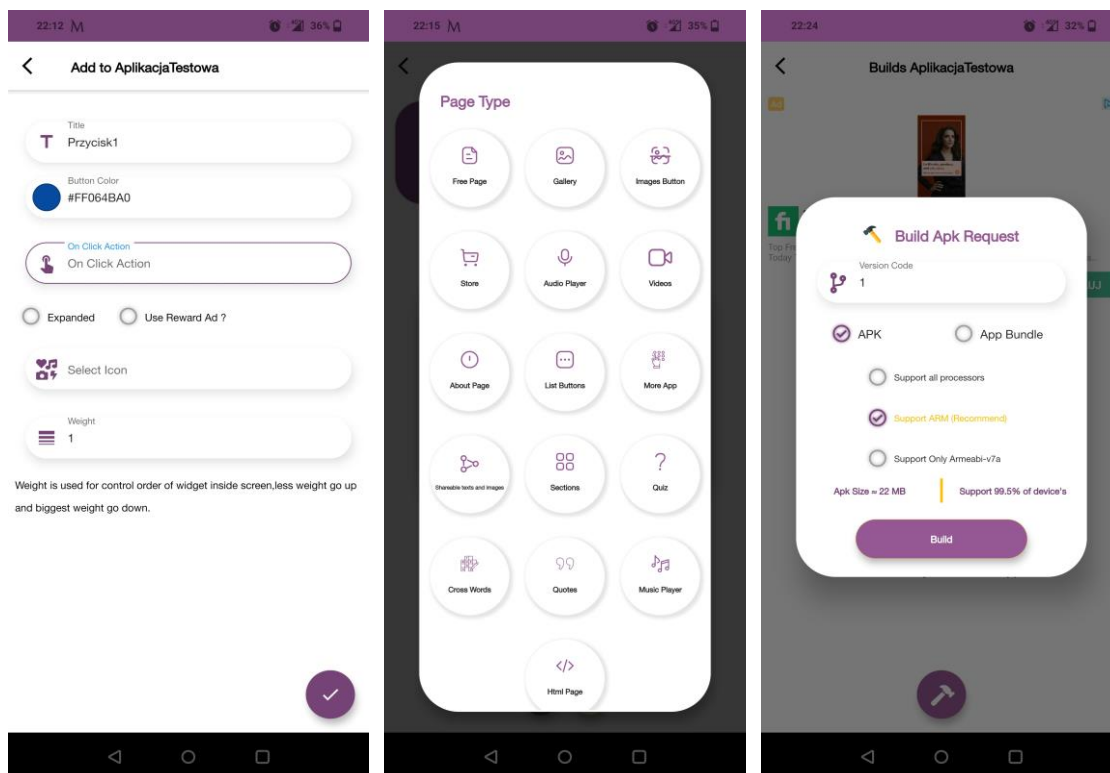 22:12
36%
Add to AplikacjaTestowa
Title
Przycisk1
Button Color
#FF064BA0
On Click Action
On Click Action
Expanded
Use Reward Ad ?
Select Icon
Weight
1
Weight is used for control order of widget inside screen,less weight go up
and biggest weight go down.
22:15
35%
Page Type
Free Page
Gallery
Images Button
Store
Audio Player
Videos
About Page
List Buttons
More App
Shareable texts and images
Sections
Quiz
Cross Words
Quotes
Music Player
Html Page
22:24
32%
Builds AplikacjaTestowa
Ad
fi
Top Fre
Today
UJ
Build Apk Request
Version Code
1
APK
App Bundle
Support all processors
Support ARM (Recommend)
Support Only Armeabi-v7a
Apk Size ≈ 22 MB
Support 99.5% of device's
Build